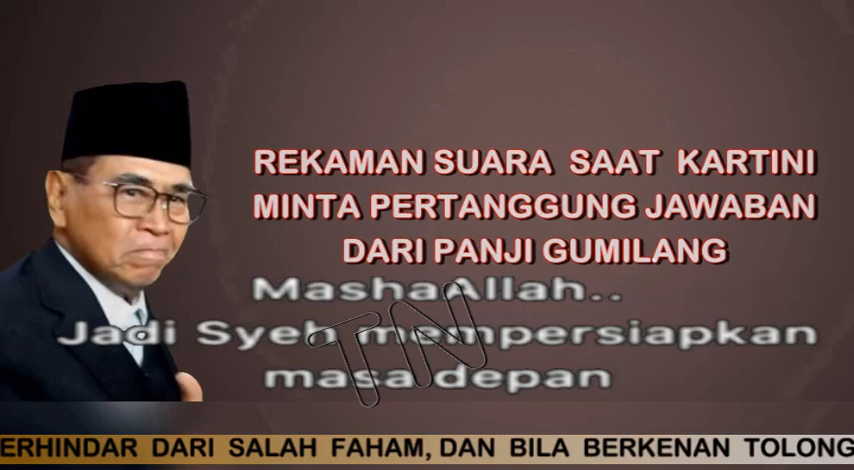 REKAMAN SUARA SAAT KARTINI
MINTA PERTANGGUNG JAWABAN
DARI PANJI GUMILANG
MashaAllah..
Jadi Syeh mempersiapkan
masa depan
TN
ERHINDAR DARI SALAH FAHAM, DAN BILA BERKENAN TOLONG